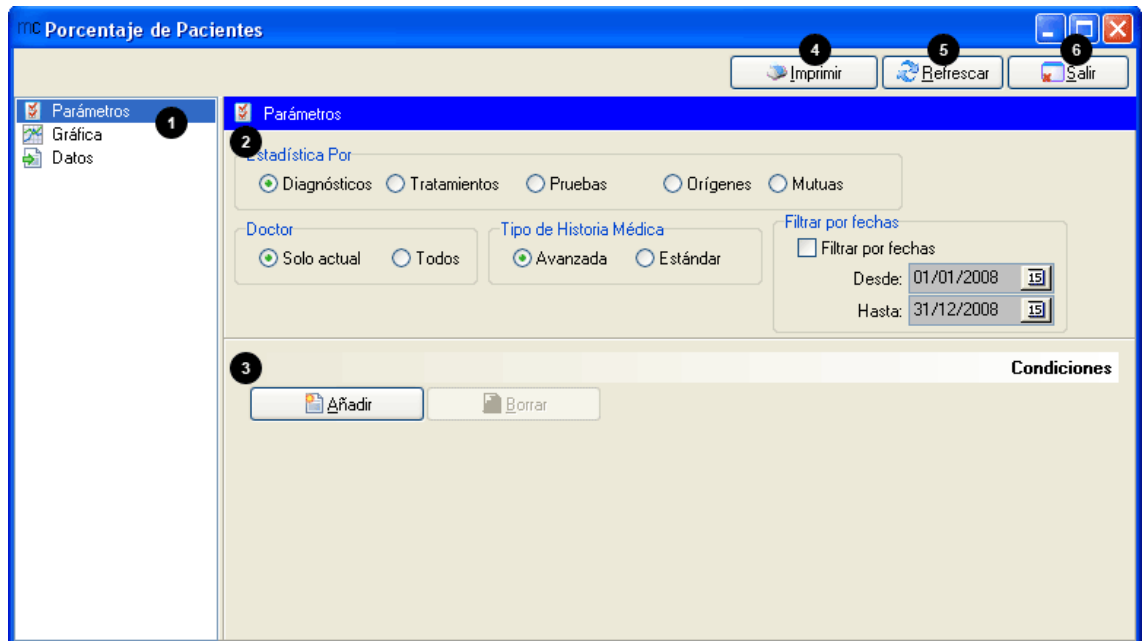 mc Porcentaje de Pacientes
4 5 6
Imprimir Refrescar Salir
Parámetros
1
Gráfica
Datos
Parámetros
2
Estadística Por
Diagnósticos Tratamientos Pruebas Orígenes Mutuas
Doctor
Solo actual Todos
Tipo de Historia Médica
Avanzada Estándar
Filtrar por fechas
Filtrar por fechas
Desde: 01/01/2008 15
Hasta: 31/12/2008 15
3
Condiciones
Añadir Borrar